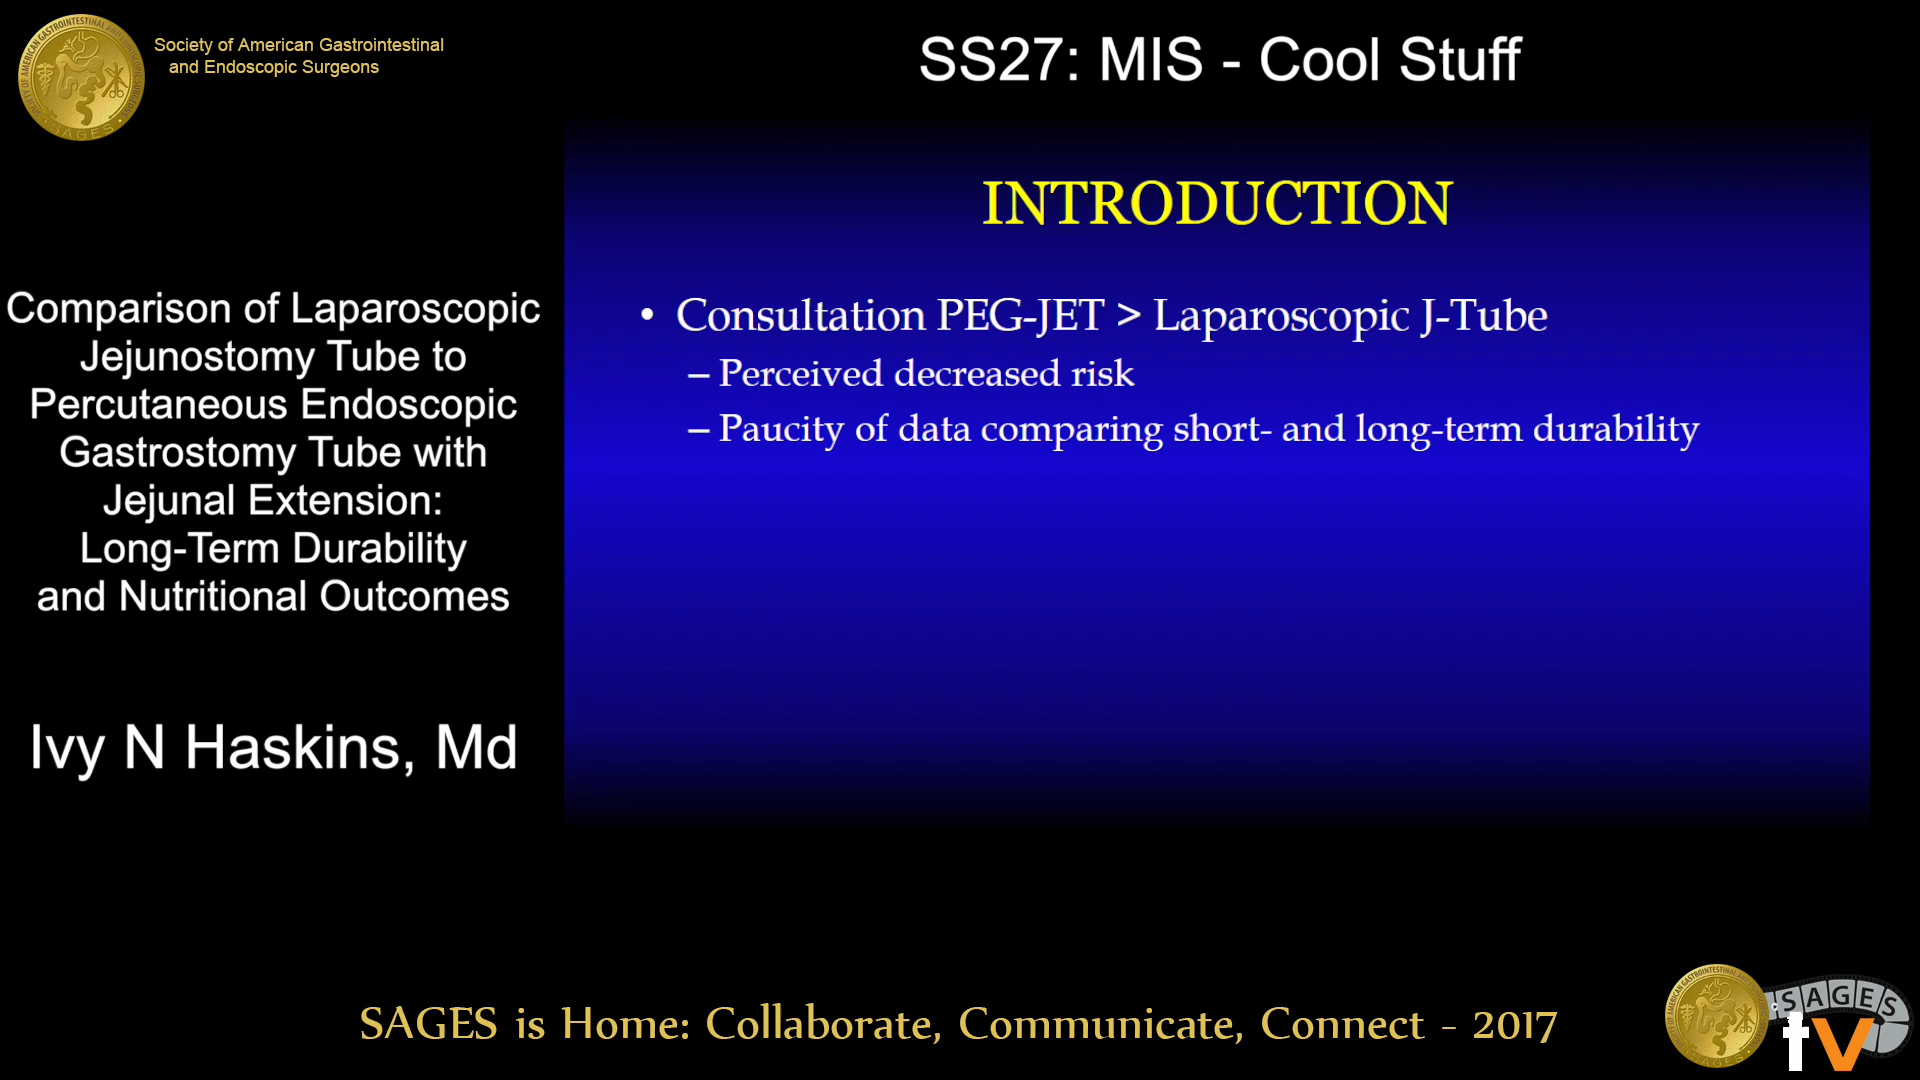 Society of American Gastrointestinal
and Endoscopic Surgeons
SS27: MIS - Cool Stuff
INTRODUCTION
• Consultation PEG-JET > Laparoscopic J-Tube
– Perceived decreased risk
– Paucity of data comparing short- and long-term durability
Comparison of Laparoscopic
Jejunostomy Tube to
Percutaneous Endoscopic
Gastrostomy Tube with
Jejunal Extension:
Long-Term Durability
and Nutritional Outcomes
Ivy N Haskins, Md
SAGES is Home: Collaborate, Communicate, Connect - 2017
SAGES
tv